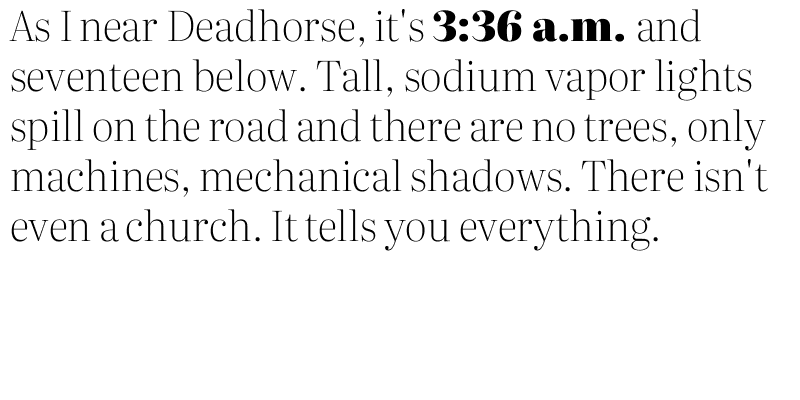 As I near Deadhorse, it's 3:36 a.m. and
seventeen below. Tall, sodium vapor lights
spill on the road and there are no trees, only
machines, mechanical shadows. There isn't
even a church. It tells you everything.